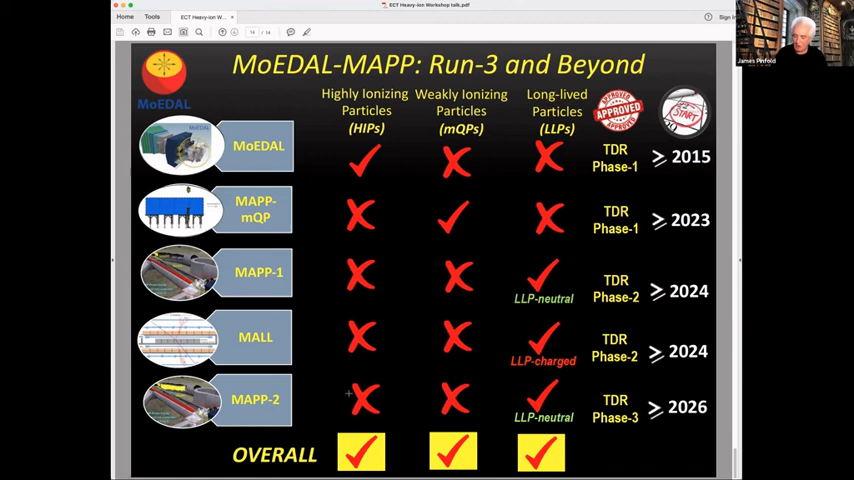 ECT Heavy-ion Workshop talk.pdf
Home
Tools
ECT Heavy-ion W...
×
Sign In
14 / 14
James Pinfold
MoEDAL-MAPP: Run-3 and Beyond
MoEDAL
Highly Ionizing
Particles
(HIPs)
Weakly Ionizing
Particles
(mQPs)
Long-lived
Particles
(LLPs)
APPROVED
START
MoEDAL
TDR
Phase-1
≥ 2015
MAPP-
mQP
TDR
Phase-1
≥ 2023
MAPP-1
LLP-neutral
TDR
Phase-2
≥ 2024
MALL
LLP-charged
TDR
Phase-2
≥ 2024
MAPP-2
LLP-neutral
TDR
Phase-3
≥ 2026
OVERALL